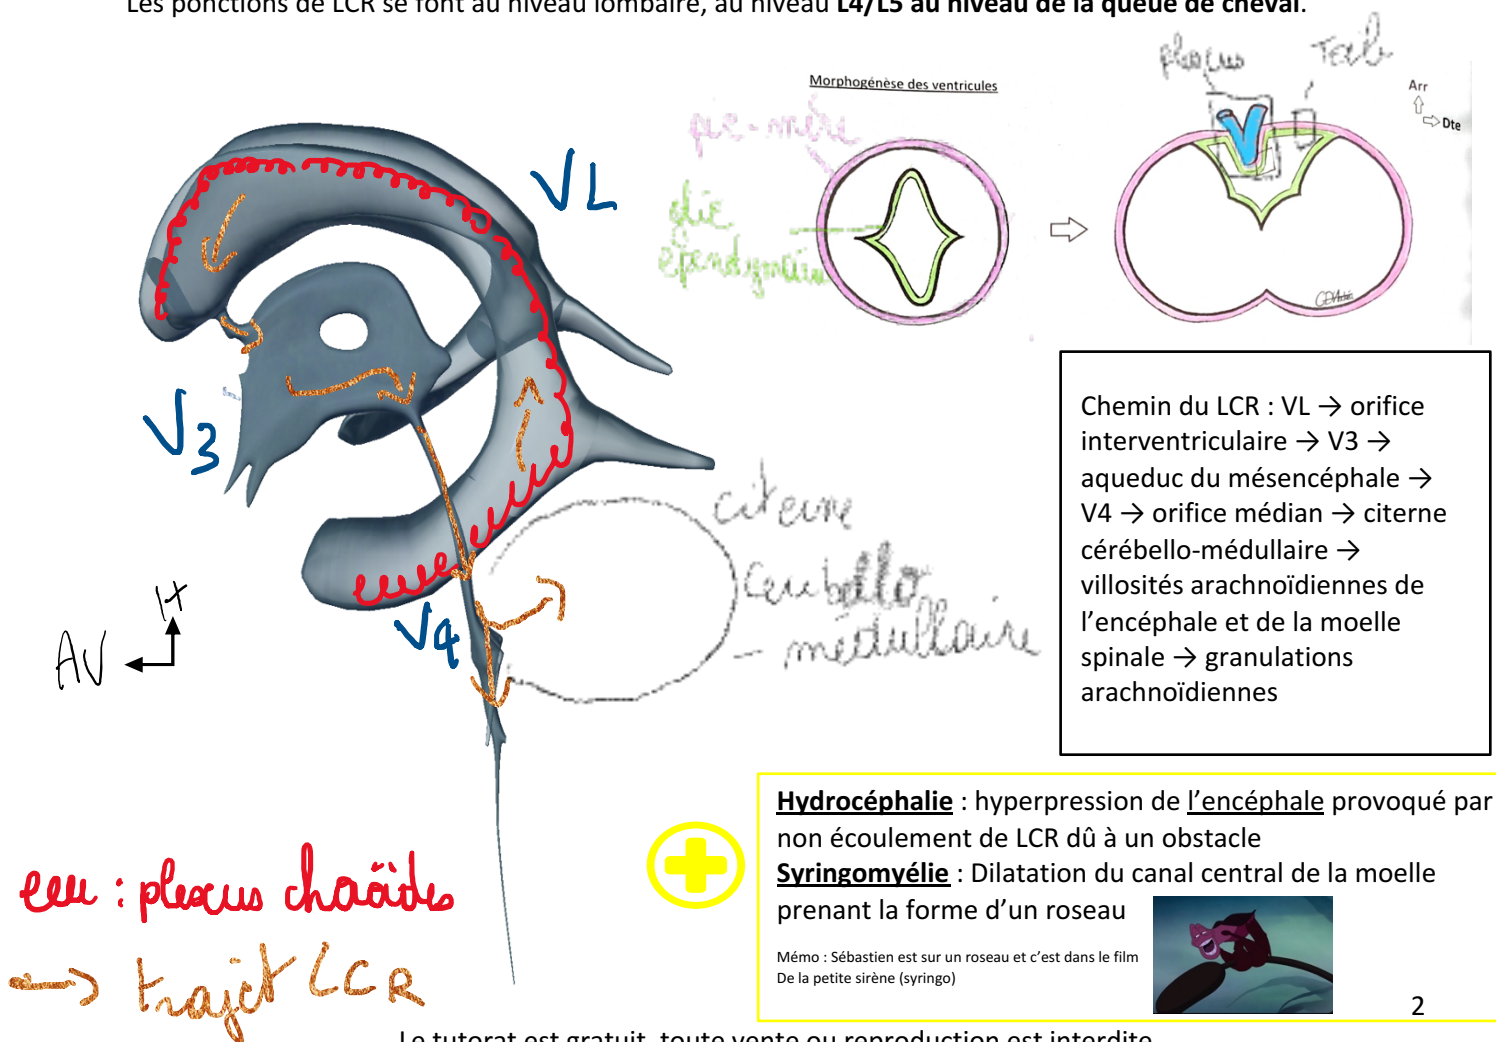 Les ponctions de LCR se font au niveau lombaire, au niveau L4/L5 au niveau de la queue de cheval.
Morphogénèse des ventricules
plexus
Arr
Dte
pie-mère
VL
V3
V4
citerne
cérébello
- médullaire
Ht
AV
Chemin du LCR : VL → orifice
interventriculaire → V3 →
aqueduc du mésencéphale →
V4 → orifice médian → citerne
cérébello-médullaire →
villosités arachnoïdiennes de
l'encéphale et de la moelle
spinale → granulations
arachnoïdiennes
Hydrocéphalie : hyperpression de l'encéphale provoqué par
non écoulement de LCR dû à un obstacle
Syringomyélie : Dilatation du canal central de la moelle
prenant la forme d'un roseau
Mémo : Sébastien est sur un roseau et c'est dans le film
De la petite sirène (syringo)
: plexus choroïdes
→ trajet LCR
2
Le tutorat est gratuit, toute vente ou reproduction est interdite